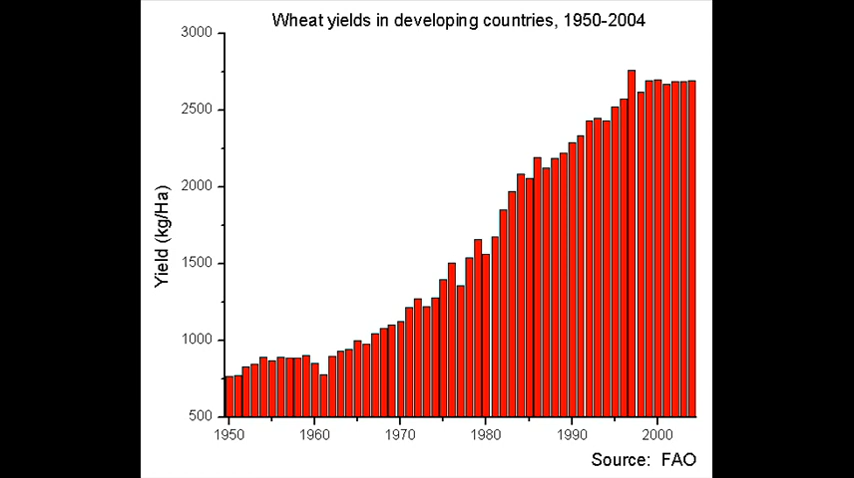 Wheat yields in developing countries, 1950-2004
3000
2500
2000
1500
1000
500
Yield (kg/Ha)
1950 1960 1970 1980 1990 2000
Source: FAO